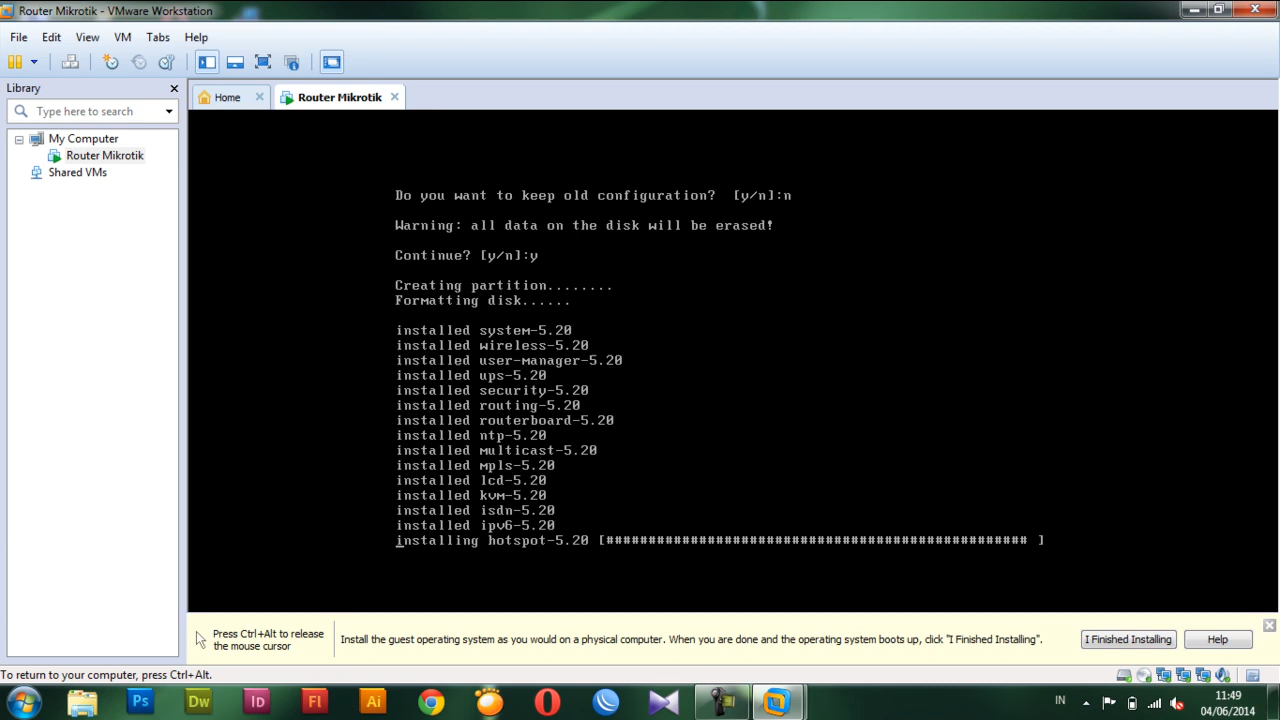 Router Mikrotik - VMware Workstation
File Edit View VM Tabs Help
Library
Type here to search
My Computer
Router Mikrotik
Shared VMs
Home
Router Mikrotik
Do you want to keep old configuration? [y/n]:n
Warning: all data on the disk will be erased!
Continue? [y/n]:y
Creating partition........
Formatting disk......
installed system-5.20
installed wireless-5.20
installed user-manager-5.20
installed ups-5.20
installed security-5.20
installed routing-5.20
installed routerboard-5.20
installed ntp-5.20
installed multicast-5.20
installed mpls-5.20
installed lcd-5.20
installed kvm-5.20
installed isdn-5.20
installed ipv6-5.20
installing hotspot-5.20 [################################################## ]
Press Ctrl+Alt to release
the mouse cursor
Install the guest operating system as you would on a physical computer. When you are done and the operating system boots up, click "I Finished Installing".
I Finished Installing
Help
To return to your computer, press Ctrl+Alt.
Ps
Dw
Id
Fl
Ai
IN
11:49
04/06/2014